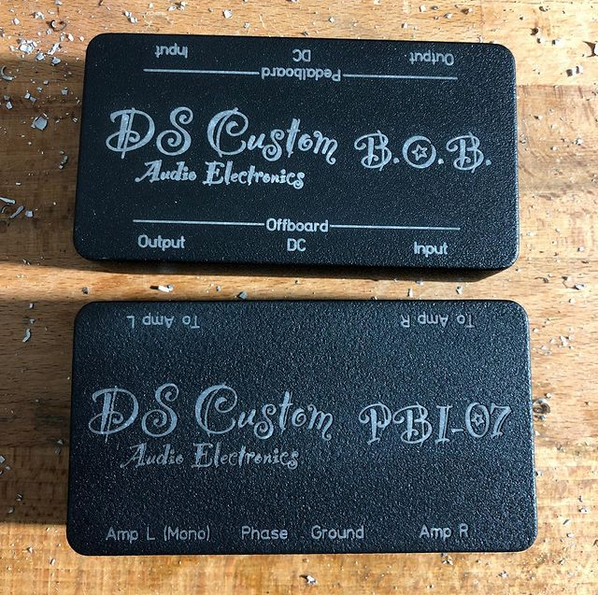 Input DC Output
Pedalboard
DS Custom B.O.B.
Audio Electronics
Offboard
Output DC Input
To Amp L To Amp R
DS Custom PBI-07
Audio Electronics
Amp L (Mono) Phase Ground Amp R